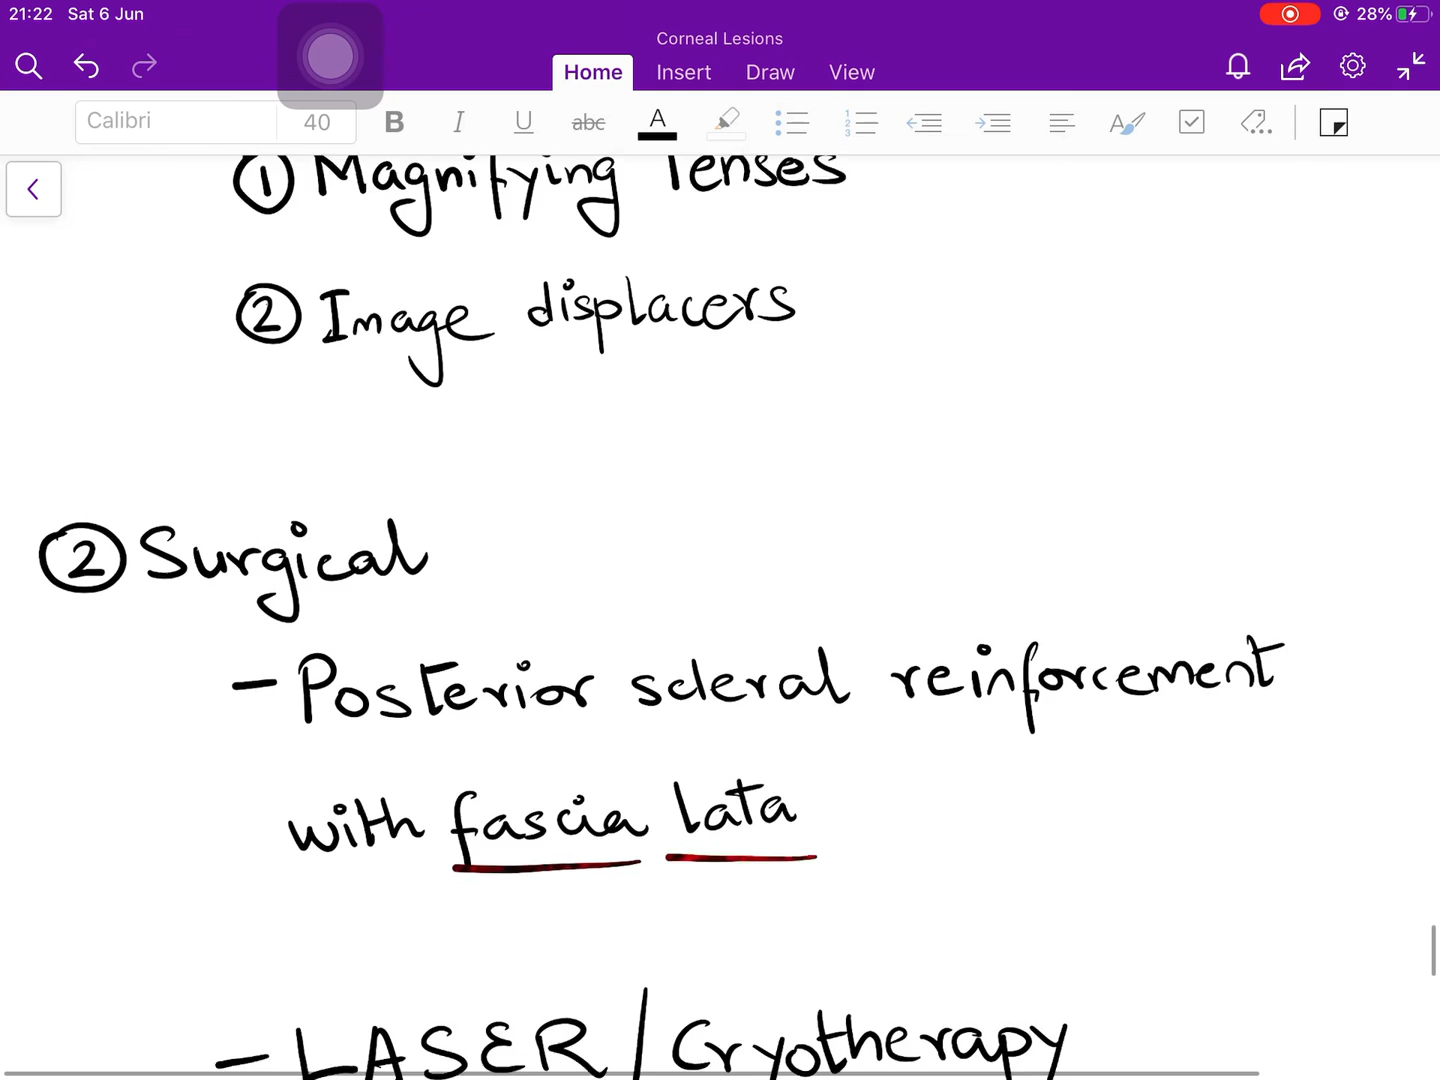 21:22 Sat 6 Jun 28%
Corneal Lesions
Home Insert Draw View
Calibri 40 B I U abc A
① Magnifying lenses
② Image displacers
② Surgical
- Posterior scleral reinforcement
with fascia lata
- LASER / Cryotherapy